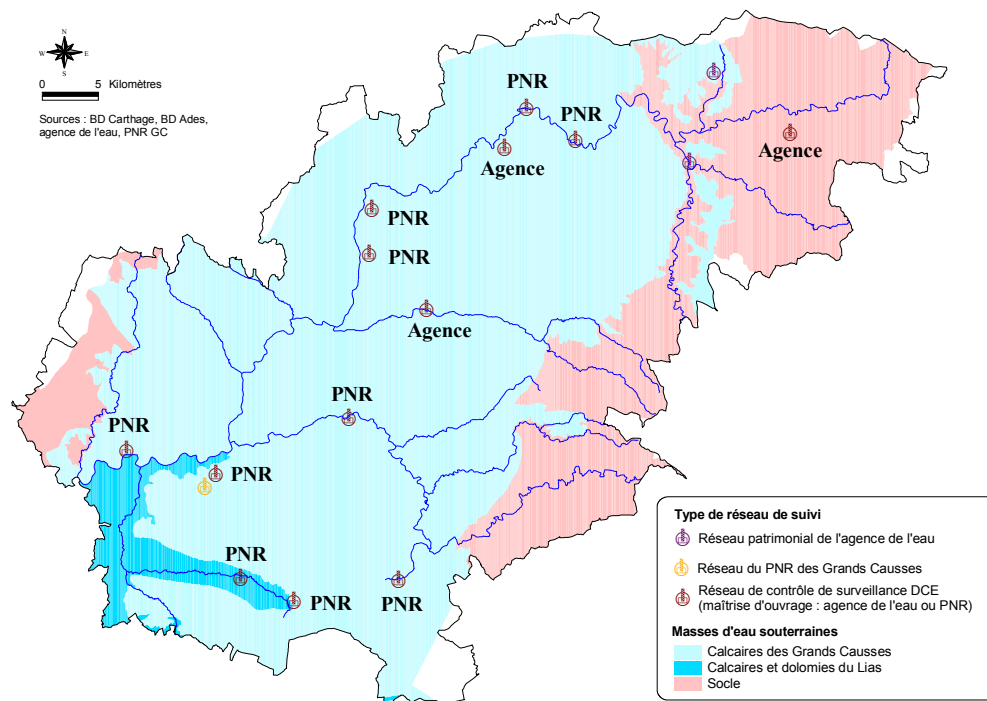 N
W E
S
0 5 Kilomètres
Sources : BD Carthage, BD Ades,
agence de l'eau, PNR GC
PNR
PNR
Agence
Agence
PNR
PNR
Agence
PNR
PNR
PNR
PNR
PNR
PNR
Type de réseau de suivi
Réseau patrimonial de l'agence de l'eau
Réseau du PNR des Grands Causses
Réseau de contrôle de surveillance DCE
(maîtrise d'ouvrage : agence de l'eau ou PNR)
Masses d'eau souterraines
Calcaires des Grands Causses
Calcaires et dolomies du Lias
Socle